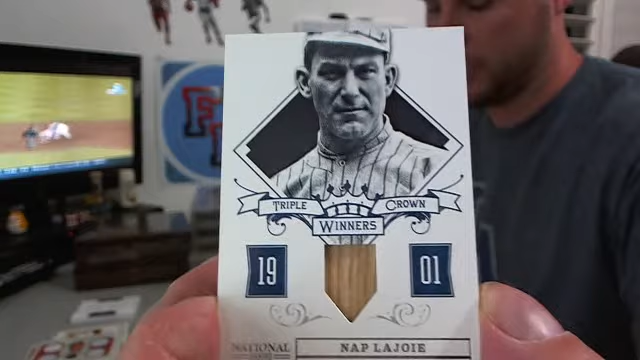 TRIPLE CROWN
WINNERS
19 01
NATIONAL
NAP LAJOIE